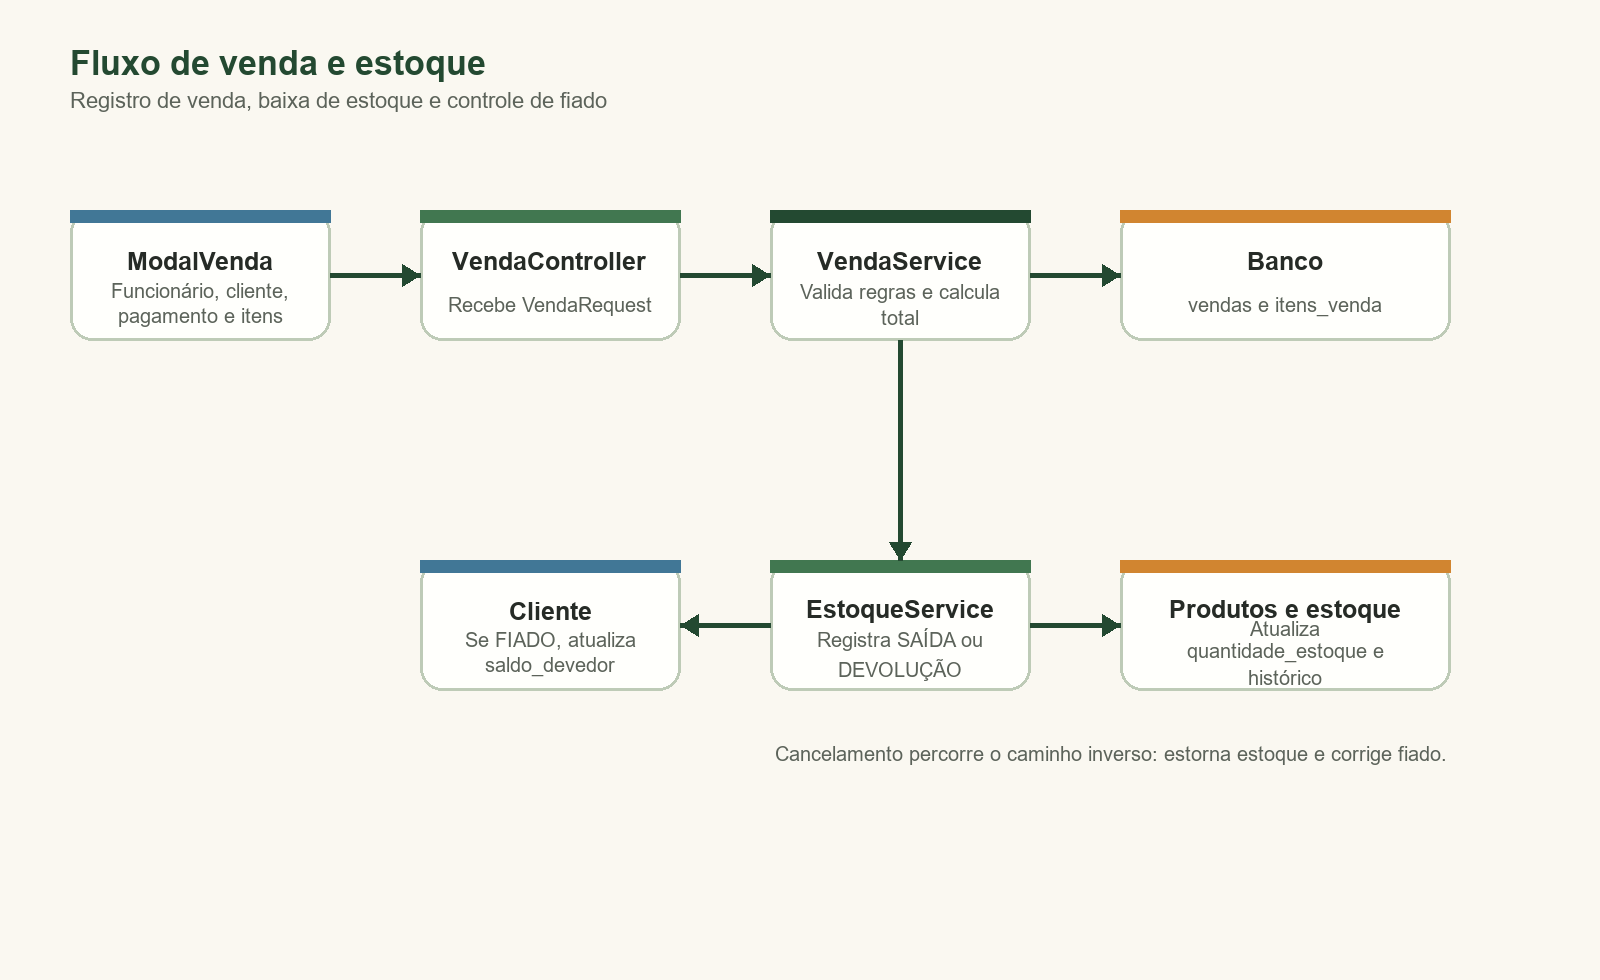 Fluxo de venda e estoque
Registro de venda, baixa de estoque e controle de fiado
ModalVenda
Funcionário, cliente,
pagamento e itens
VendaController
Recebe VendaRequest
VendaService
Valida regras e calcula
total
Banco
vendas e itens_venda
Cliente
Se FIADO, atualiza
saldo_devedor
EstoqueService
Registra SAÍDA ou
DEVOLUÇÃO
Produtos e estoque
Atualiza
quantidade_estoque e
histórico
Cancelamento percorre o caminho inverso: estorna estoque e corrige fiado.